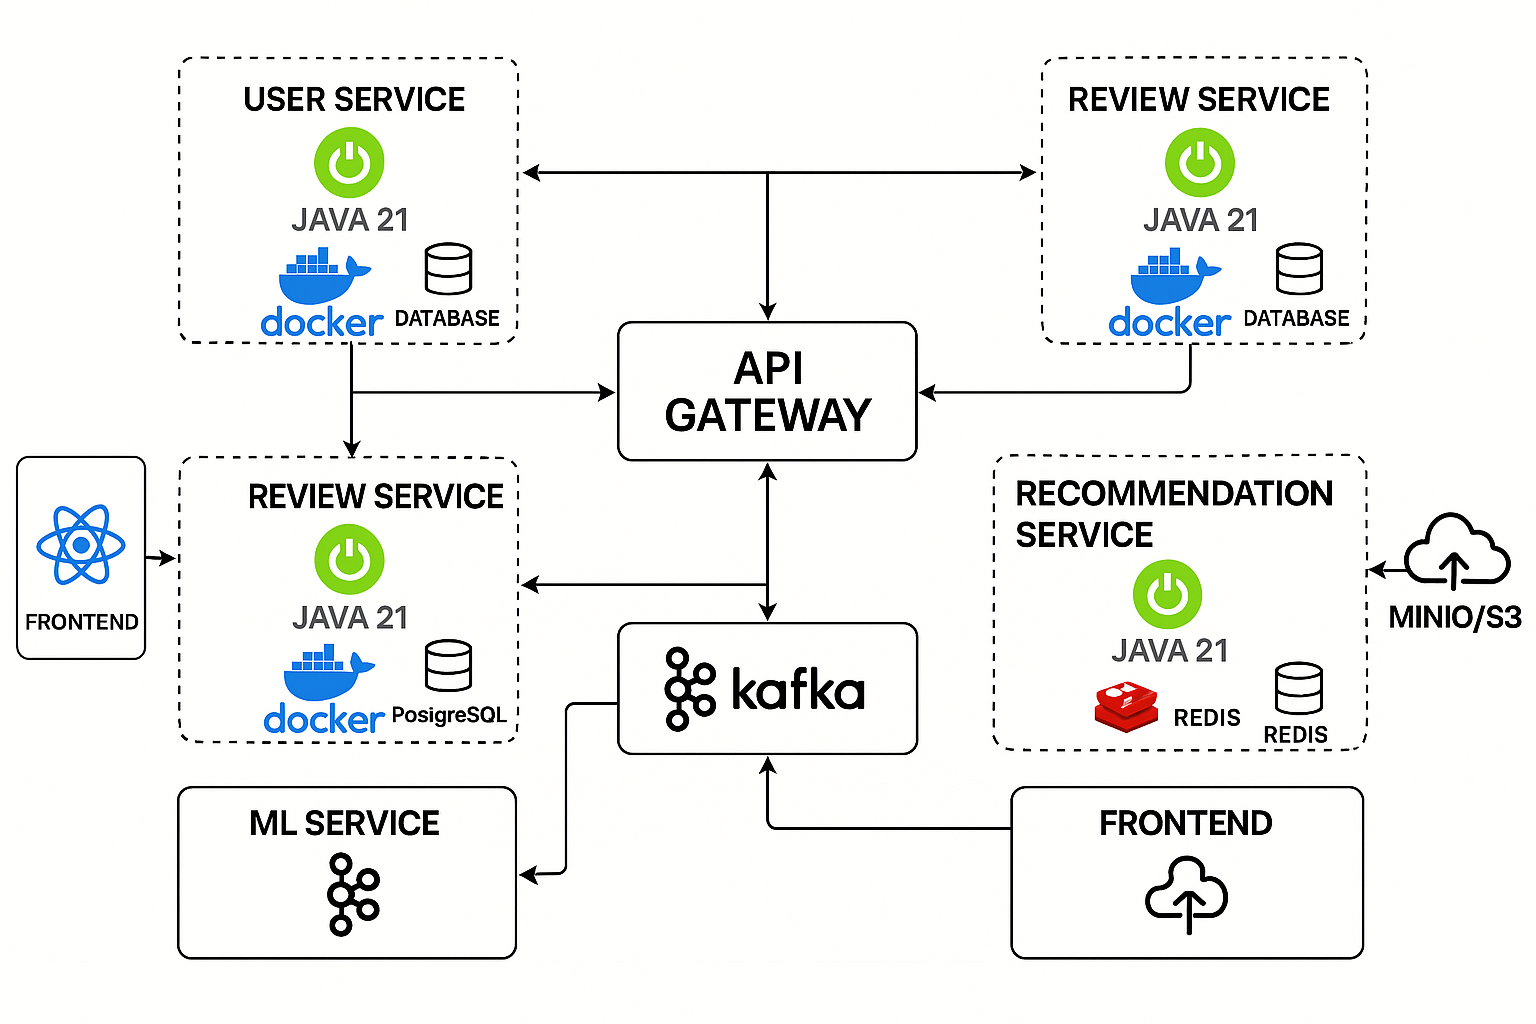 USER SERVICE
JAVA 21
docker
DATABASE
REVIEW SERVICE
JAVA 21
docker
DATABASE
API
GATEWAY
FRONTEND
REVIEW SERVICE
JAVA 21
docker
PosigreSQL
kafka
RECOMMENDATION
SERVICE
JAVA 21
REDIS
REDIS
MINIO/S3
ML SERVICE
FRONTEND